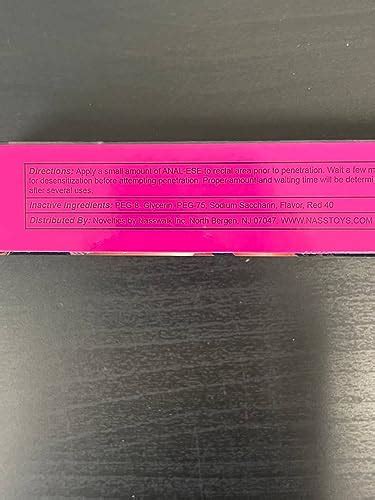 Directions: Apply a small amount of ANAL-ESE to rectal area prior to penetration. Wait a few m
for desensitization before attempting penetration. Proper amount and waiting time will be determi
after several uses.
Inactive Ingredients: PEG-8, Glycerin, PEG-75, Sodium Saccharin, Flavor, Red 40
Distributed By: Novelties by Nasswalk Inc. North Bergen, NJ 07047. WWW.NASSTOYS.COM